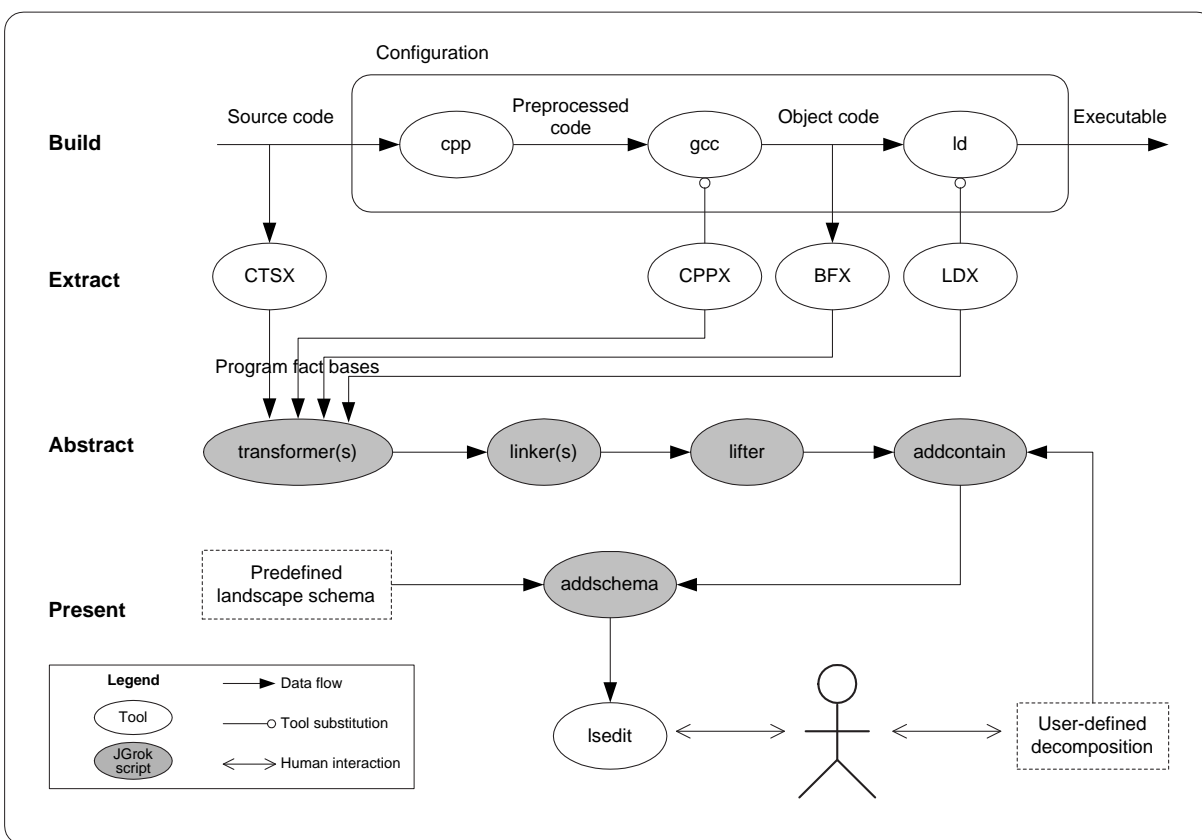 Configuration
Source code
Preprocessed
code
Object code
Executable
Build
cpp
gcc
ld
Extract
CTSX
CPPX
BFX
LDX
Program fact bases
Abstract
transformer(s)
linker(s)
lifter
addcontain
Predefined
landscape schema
addschema
Present
Legend
Tool
JGrok
script
Data flow
Tool substitution
Human interaction
lsedit
User-defined
decomposition